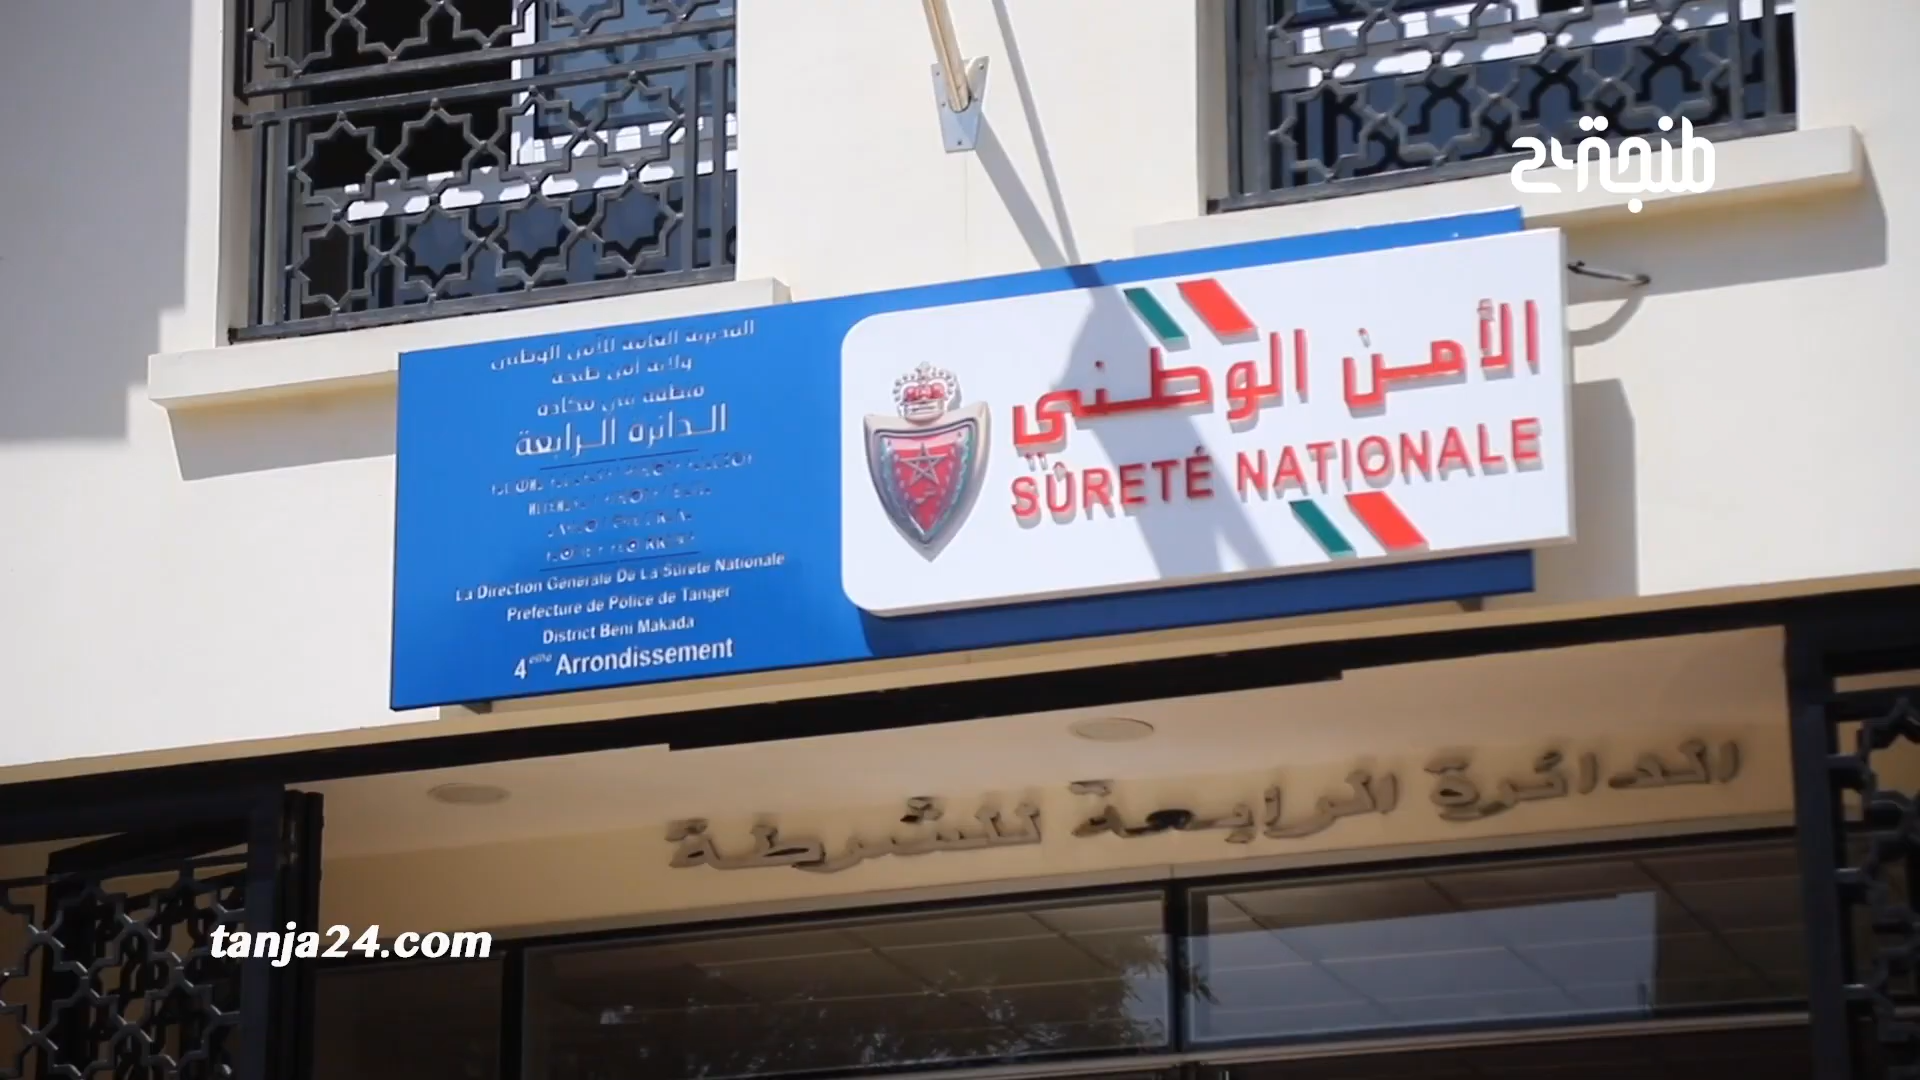 طنجة24
المديرية العامة للأمن الوطني
ولاية أمن طنجة
منطقة بني مكادة
الدائرة الرابعة
La Direction Générale De La Sûreté Nationale
Prefecture de Police de Tanger
District Beni Makada
4ème Arrondissement
الأمن الوطني
SÛRETÉ NATIONALE
الدائرة الرابعة للشرطة
tanja24.com